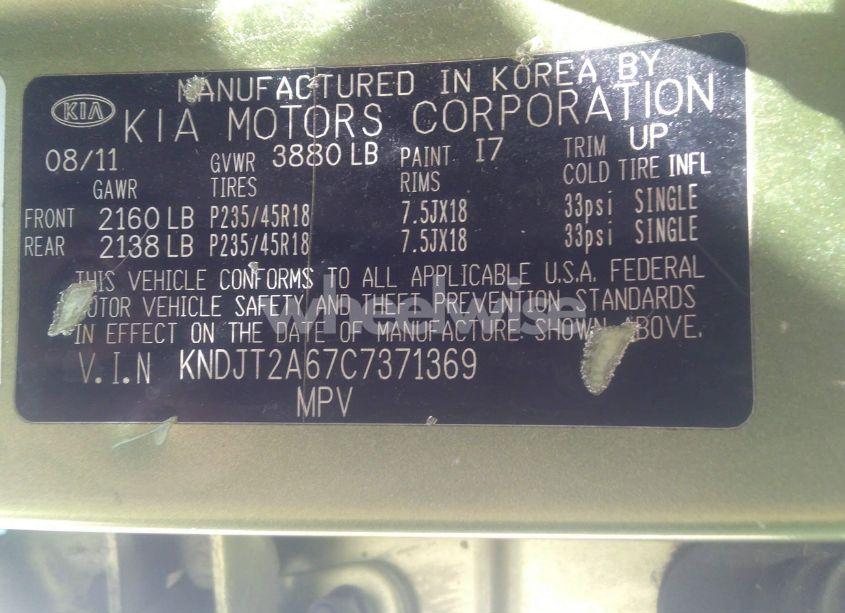 MANUFACTURED IN KOREA BY
KIA KIA MOTORS CORPORATION
08/11 GVWR 3880 LB PAINT I7 TRIM UP
GAWR TIRES RIMS COLD TIRE INFL
FRONT 2160 LB P235/45R18 7.5JX18 33psi SINGLE
REAR 2138 LB P235/45R18 7.5JX18 33psi SINGLE
THIS VEHICLE CONFORMS TO ALL APPLICABLE U.S.A. FEDERAL
MOTOR VEHICLE SAFETY AND THEFT PREVENTION STANDARDS
IN EFFECT ON THE DATE OF MANUFACTURE SHOWN ABOVE.
wheelwise
V.I.N KNDJT2A67C7371369
MPV